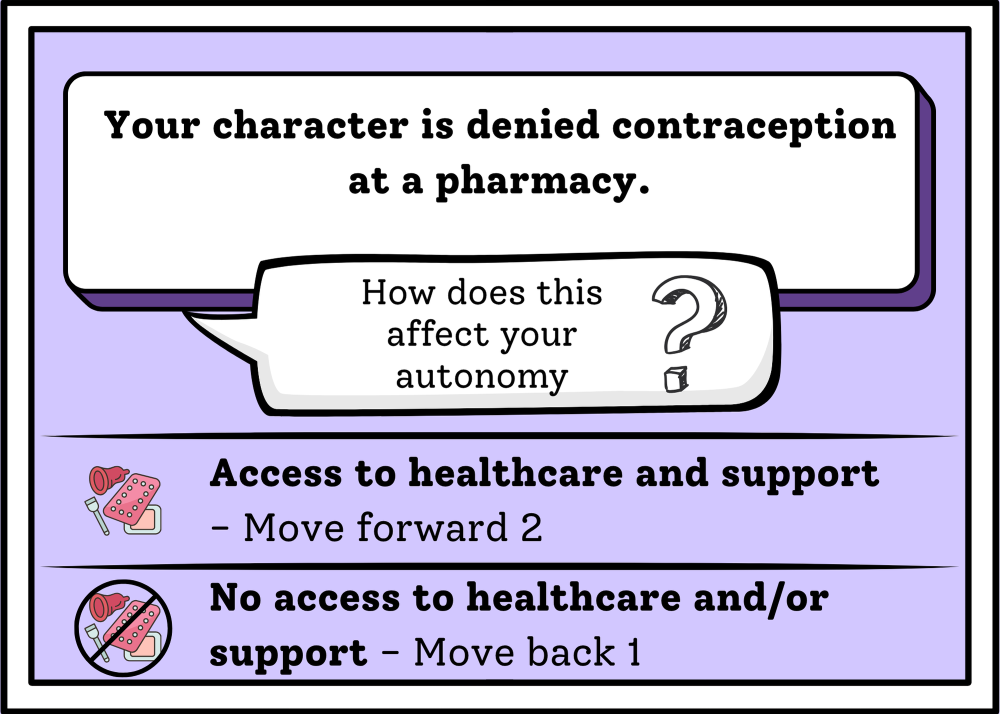 Your character is denied contraception
at a pharmacy.
How does this
affect your
autonomy
?
Access to healthcare and support
- Move forward 2
No access to healthcare and/or
support - Move back 1